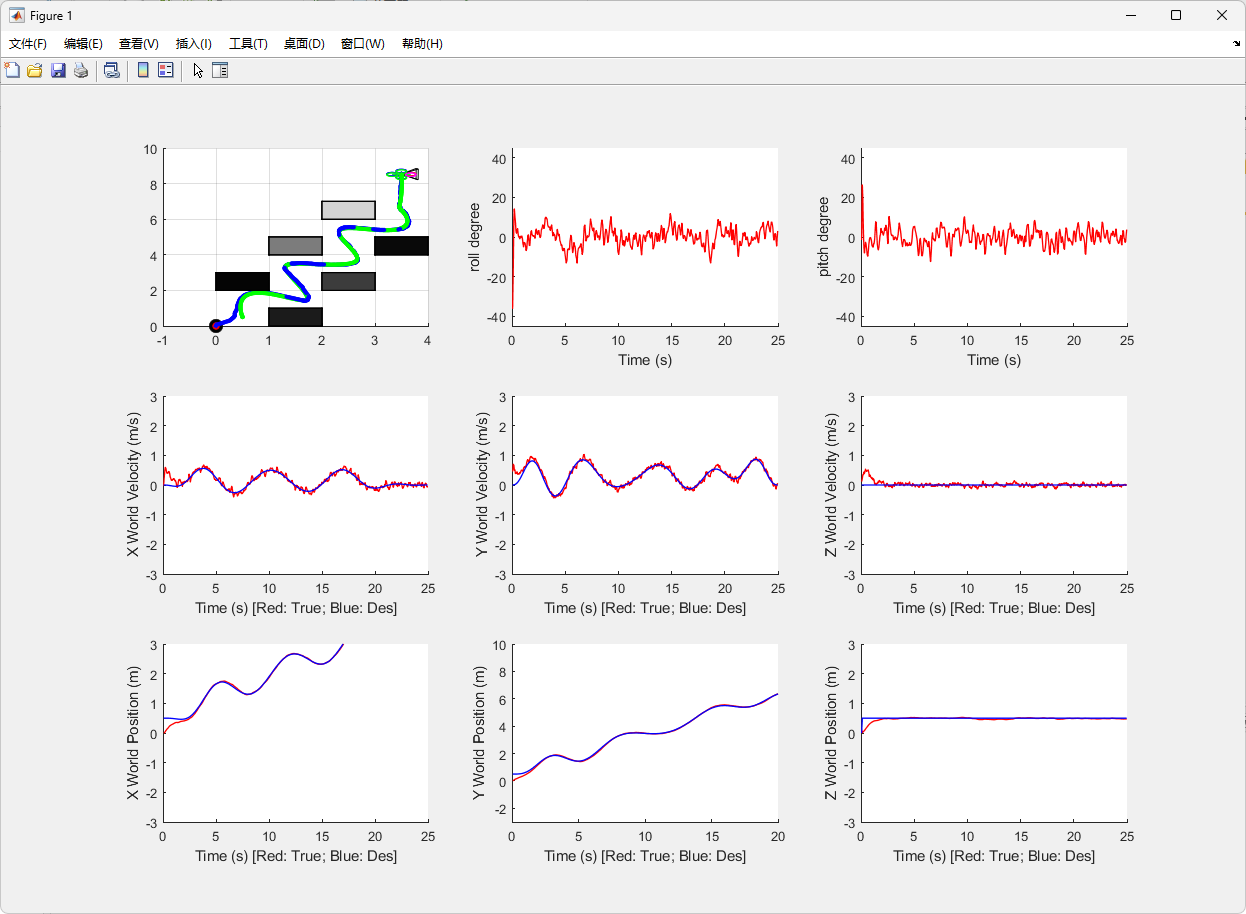 Figure 1
文件(F) 编辑(E) 查看(V) 插入(I) 工具(T) 桌面(D) 窗口(W) 帮助(H)
10
8
6
4
2
0
-1 0 1 2 3 4
roll degree
40
20
0
-20
-40
0 5 10 15 20 25
Time (s)
pitch degree
40
20
0
-20
-40
0 5 10 15 20 25
Time (s)
X World Velocity (m/s)
3
2
1
0
-1
-2
-3
0 5 10 15 20 25
Time (s) [Red: True; Blue: Des]
Y World Velocity (m/s)
3
2
1
0
-1
-2
-3
0 5 10 15 20 25
Time (s) [Red: True; Blue: Des]
Z World Velocity (m/s)
3
2
1
0
-1
-2
-3
0 5 10 15 20 25
Time (s) [Red: True; Blue: Des]
X World Position (m)
3
2
1
0
-1
-2
-3
0 5 10 15 20 25
Time (s) [Red: True; Blue: Des]
Y World Position (m)
10
8
6
4
2
0
-2
0 5 10 15 20
Time (s) [Red: True; Blue: Des]
Z World Position (m)
3
2
1
0
-1
-2
-3
0 5 10 15 20 25
Time (s) [Red: True; Blue: Des]